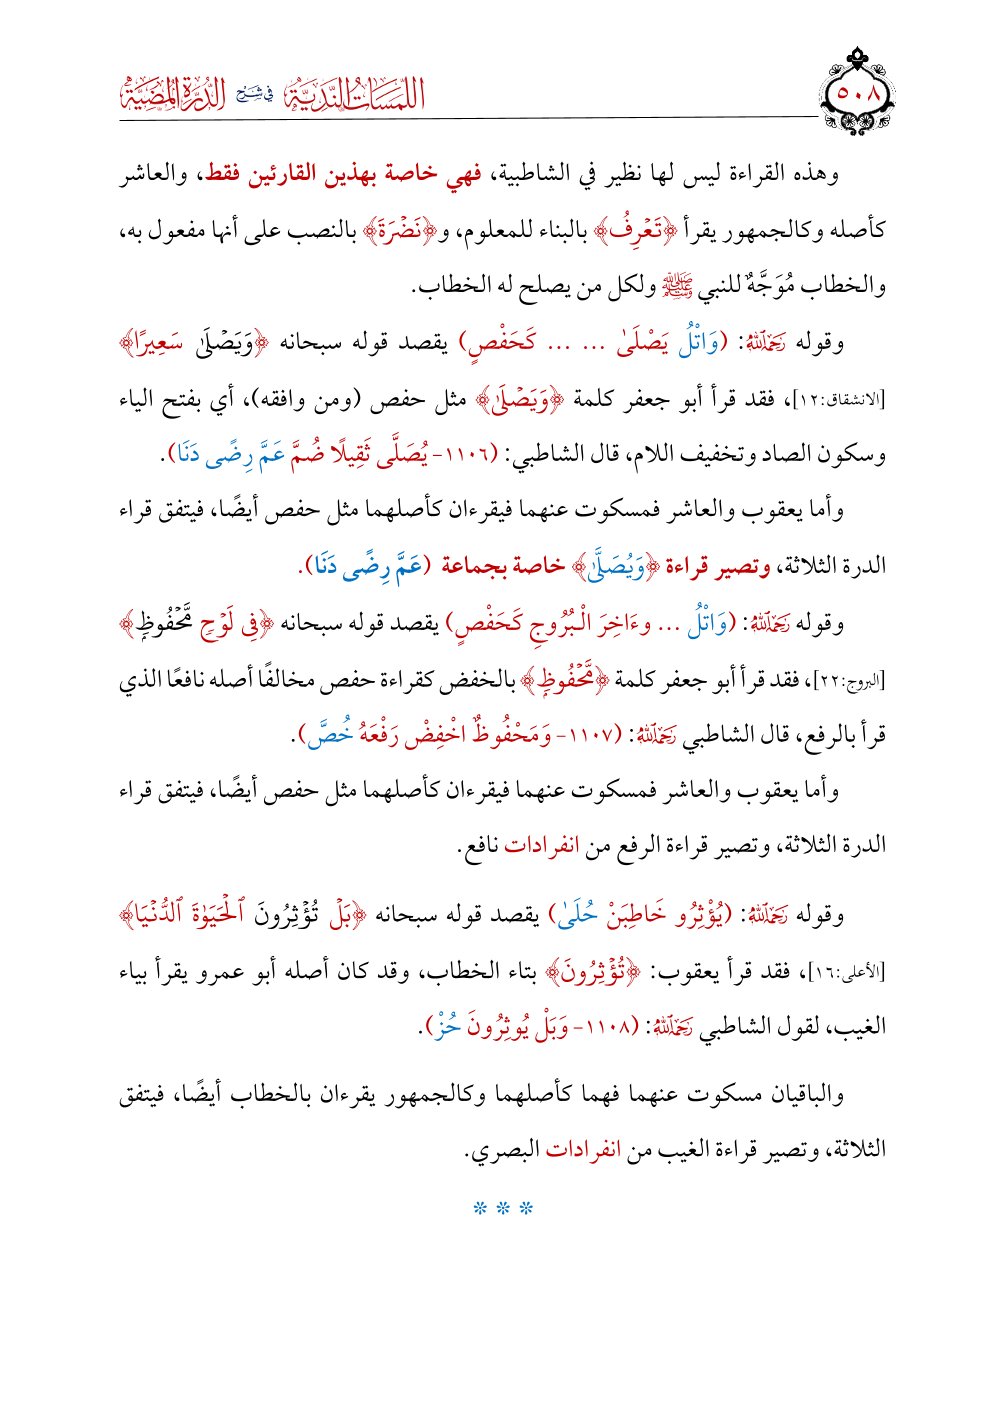 ٥٠٨
اللمسات الندية في شرح الدرة المضية
وهذه القراءة ليس لها نظير في الشاطبية، فهي خاصة بهذين القارئين فقط، والعاشر
كأصله وكالجمهور يقرأ ﴿تَعۡرِفُ﴾ بالبناء للمعلوم، و﴿نَضۡرَةَ﴾ بالنصب على أنها مفعول به،
والخطاب مُوَجَّهٌ للنبي ﷺ ولكل من يصلح له الخطاب.
وقوله رَحِمَهُ ٱللَّهُ: (وَاتْلُ يَصْلَىٰ ... ... كَحَفْصٍ) يقصد قوله سبحانه ﴿وَيَصۡلَىٰ سَعِيرًا﴾
[الانشقاق:١٢]، فقد قرأ أبو جعفر كلمة ﴿وَيَصۡلَىٰ﴾ مثل حفص (ومن وافقه)، أي بفتح الياء
وسكون الصاد وتخفيف اللام، قال الشاطبي: (١١٠٦- يُصَلَّى ثَقِيلًا ضُمَّ عَمَّ رِضًى دَنَا).
وأما يعقوب والعاشر فمسكوت عنهما فيقرءان كأصلهما مثل حفص أيضًا، فيتفق قراء
الدرة الثلاثة، وتصير قراءة ﴿وَيُصَلَّىٰ﴾ خاصة بجماعة (عَمَّ رِضًى دَنَا).
وقوله رَحِمَهُ ٱللَّهُ: (وَاتْلُ ... وءَاخِرَ الْبُرُوجِ كَحَفْصٍ) يقصد قوله سبحانه ﴿فِى لَوۡحٖ مَّحۡفُوظِۭ﴾
[البروج:٢٢]، فقد قرأ أبو جعفر كلمة ﴿مَّحۡفُوظِۭ﴾ بالخفض كقراءة حفص مخالفًا أصله نافعًا الذي
قرأ بالرفع، قال الشاطبي رَحِمَهُ ٱللَّهُ: (١١٠٧- وَمَحْفُوظٌ اخْفِضْ رَفْعَهُ خُصَّ).
وأما يعقوب والعاشر فمسكوت عنهما فيقرءان كأصلهما مثل حفص أيضًا، فيتفق قراء
الدرة الثلاثة، وتصير قراءة الرفع من انفرادات نافع.
وقوله رَحِمَهُ ٱللَّهُ: (يُؤْثِرُو خَاطِبَنْ حُلَىٰ) يقصد قوله سبحانه ﴿بَلۡ تُؤۡثِرُونَ ٱلۡحَيَوٰةَ ٱلدُّنۡيَا﴾
[الأعلى:١٦]، فقد قرأ يعقوب: ﴿تُؤۡثِرُونَ﴾ بتاء الخطاب، وقد كان أصله أبو عمرو يقرأ بياء
الغيب، لقول الشاطبي رَحِمَهُ ٱللَّهُ: (١١٠٨- وَبَلْ يُوثِرُونَ حُزْ).
والباقيان مسكوت عنهما فهما كأصلهما وكالجمهور يقرءان بالخطاب أيضًا، فيتفق
الثلاثة، وتصير قراءة الغيب من انفرادات البصري.
* * *